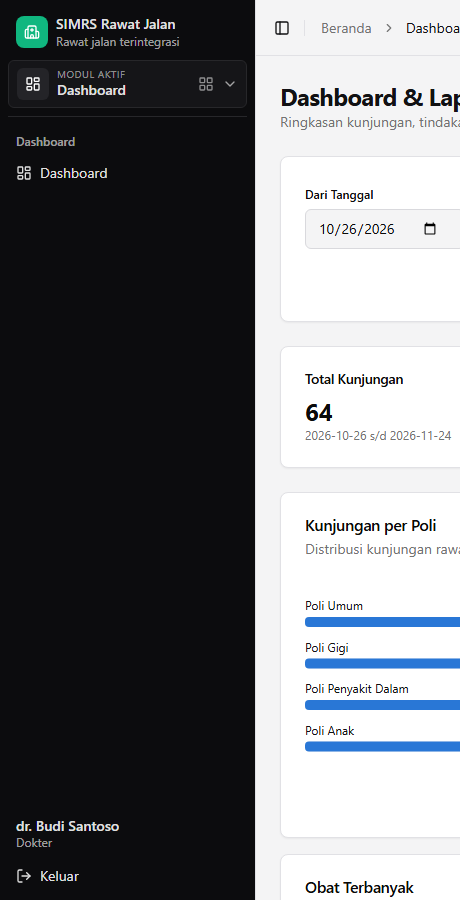 SIMRS Rawat Jalan
Rawat jalan terintegrasi
MODUL AKTIF
Dashboard
Dashboard
Dashboard
dr. Budi Santoso
Dokter
Keluar
Beranda > Dashboa
Dashboard & Lap
Ringkasan kunjungan, tindaka
Dari Tanggal
10/26/2026
Total Kunjungan
64
2026-10-26 s/d 2026-11-24
Kunjungan per Poli
Distribusi kunjungan rawa
Poli Umum
Poli Gigi
Poli Penyakit Dalam
Poli Anak
Obat Terbanyak